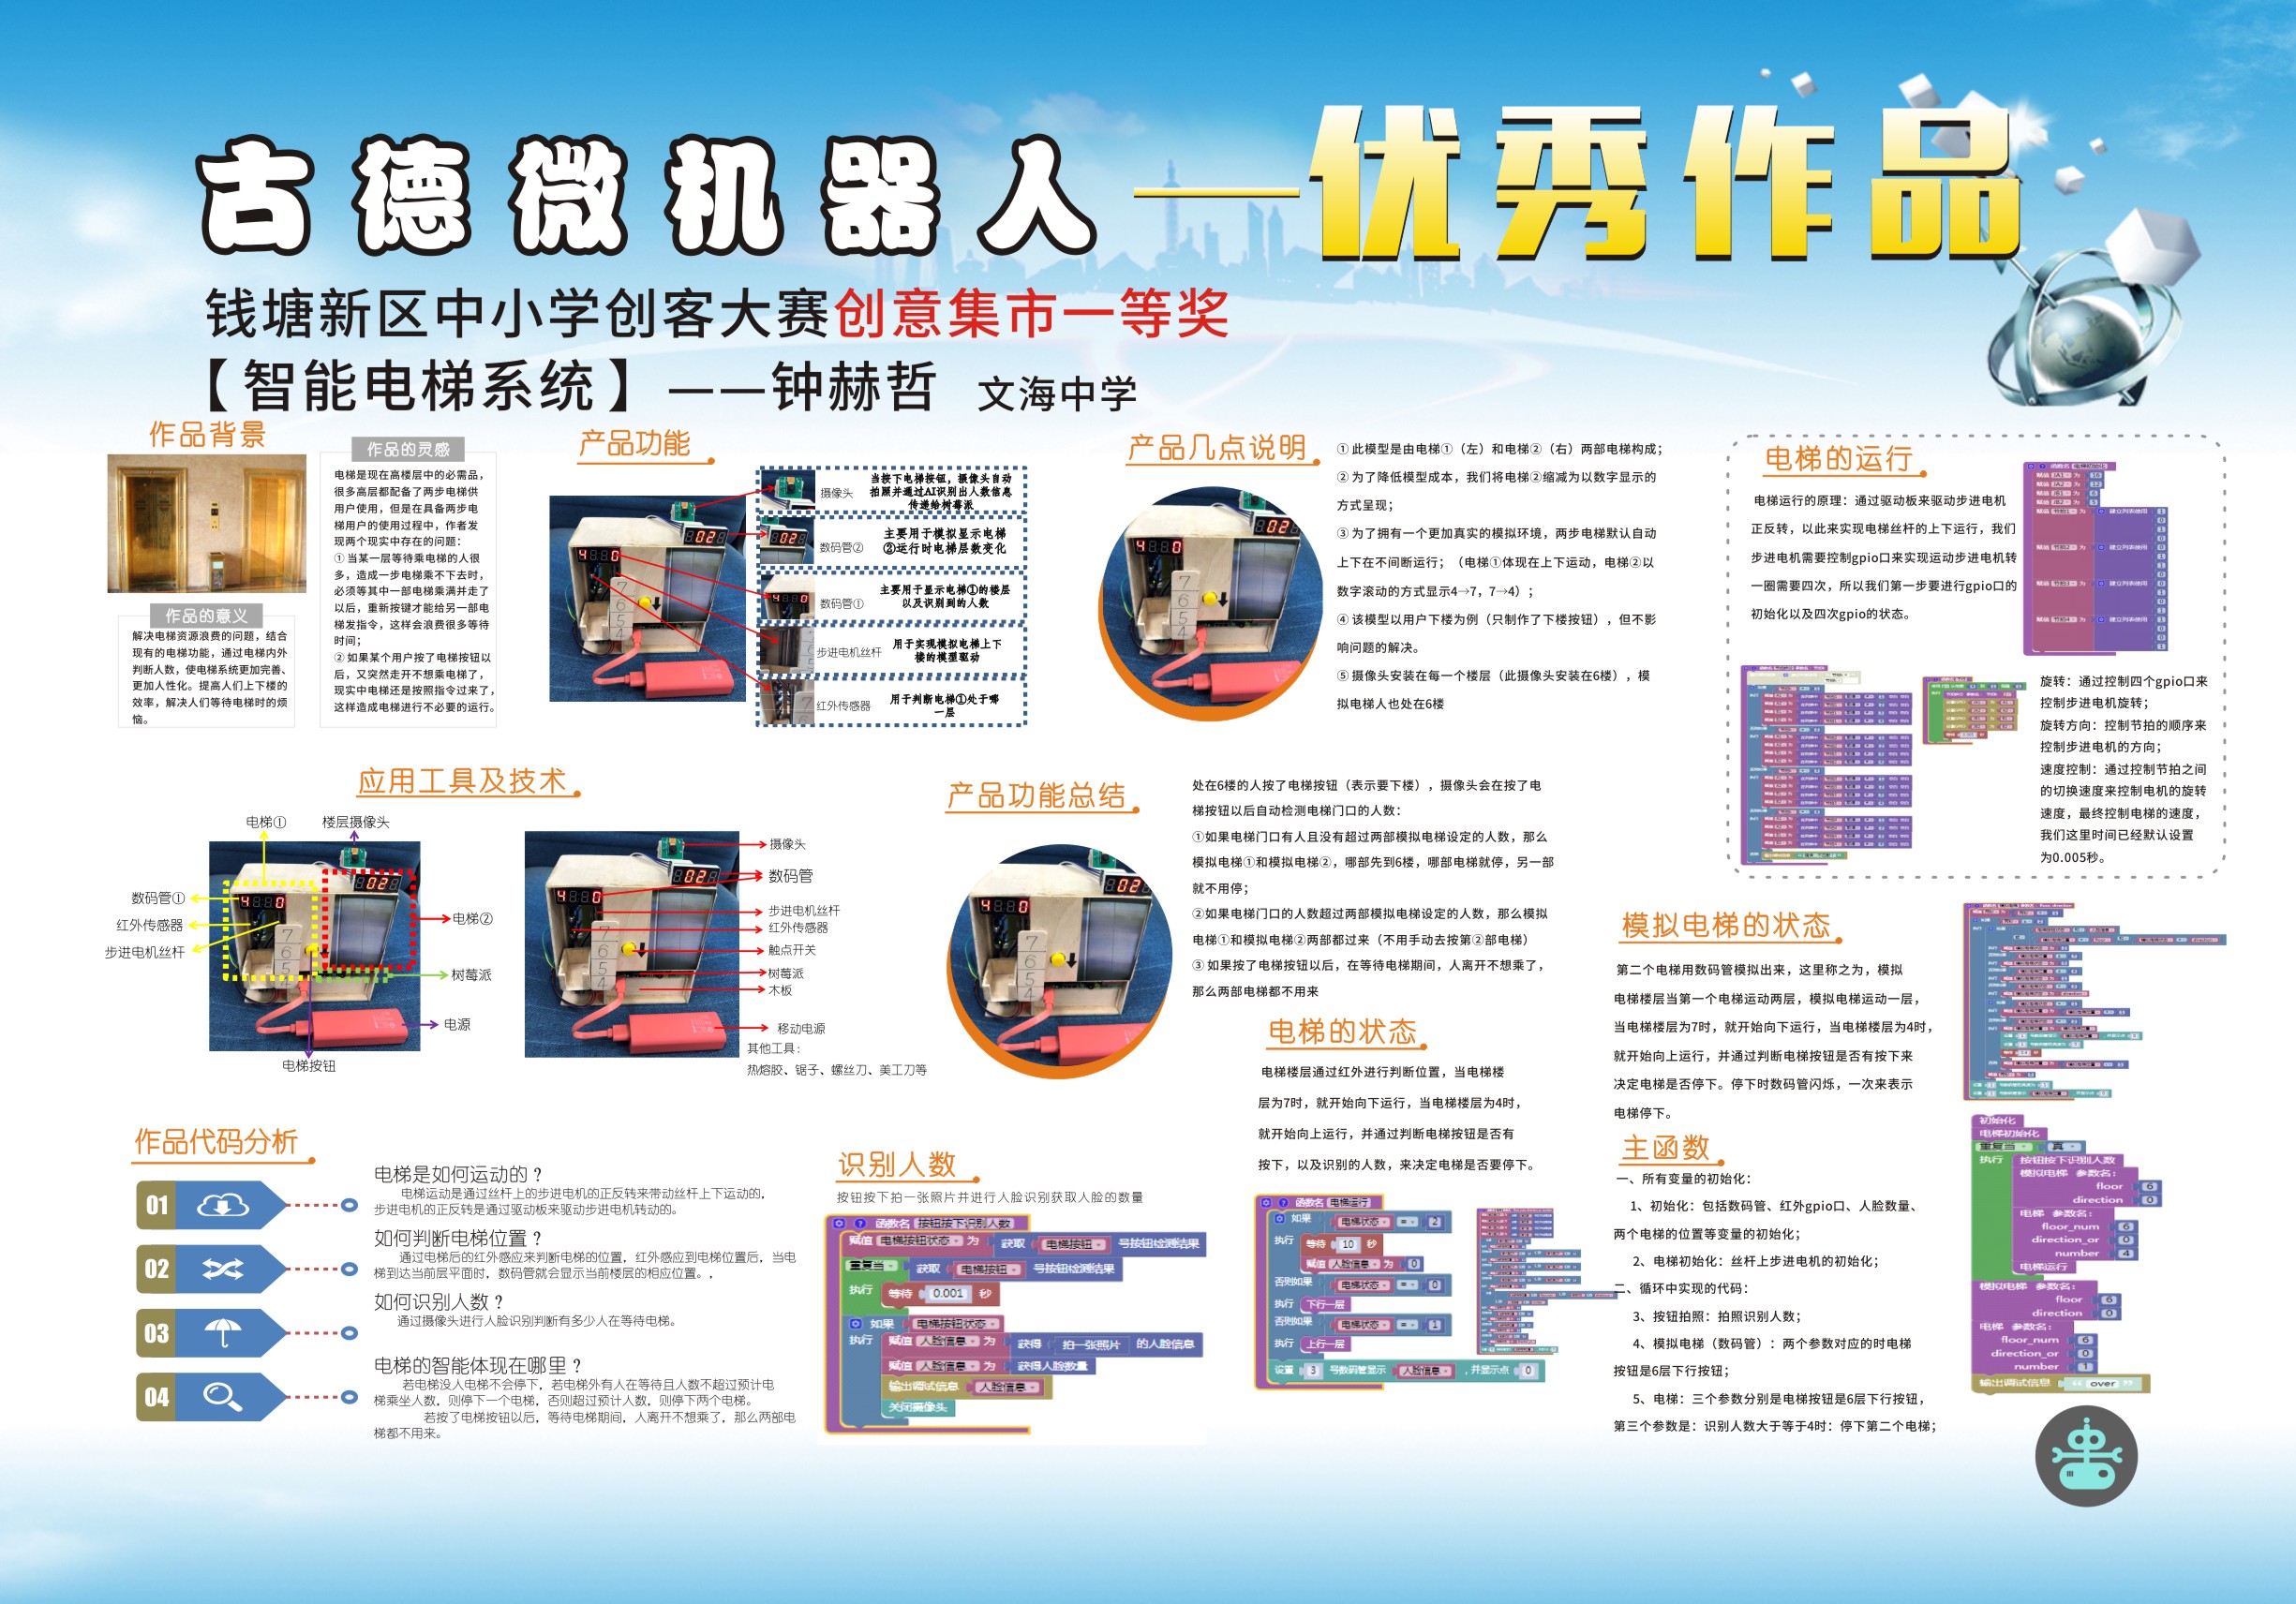 古德微机器人—优秀作品
钱塘新区中小学创客大赛创意集市一等奖
【智能电梯系统】——钟赫哲 文海中学
作品背景
作品的意义
解决电梯资源浪费的问题，结合
现有的电梯功能，通过电梯内外
判断人数，使电梯系统更加完善、
更加人性化。提高人们上下楼的
效率，解决人们等待电梯时的烦
恼。
作品的灵感
电梯是现在高楼层中的必需品，
很多高层都配备了两步电梯供
用户使用，但是在具备两步电
梯用户的使用过程中，作者发
现两个现实中存在的问题：
①当某一层等待乘电梯的人很
多，造成一步电梯乘不下去时，
必须等其中一部电梯乘满并走了
以后，重新按键才能给另一部电
梯发指令，这样会浪费很多等待
时间；
②如果某个用户按了电梯按钮以
后，又突然走开不想乘电梯了，
现实中电梯还是按照指令过来了，
这样造成电梯进行不必要的运行。
产品功能
7
6
5
4
摄像头
当按下电梯按钮，摄像头自动
拍照并通过AI识别出人数信息
传递给树莓派
数码管②
主要用于模拟显示电梯
②运行时电梯层数变化
数码管①
主要用于显示电梯①的楼层
以及识别到的人数
步进电机丝杆
用于实现模拟电梯上下
楼的模型驱动
红外传感器
用于判断电梯①处于哪
一层
产品几点说明
①此模型是由电梯①（左）和电梯②（右）两部电梯构成；
②为了降低模型成本，我们将电梯②缩减为以数字显示的
方式呈现；
③为了拥有一个更加真实的模拟环境，两步电梯默认自动
上下在不间断运行；（电梯①体现在上下运动，电梯②以
数字滚动的方式显示4→7，7→4）；
④该模型以用户下楼为例（只制作了下楼按钮），但不影
响问题的解决。
⑤摄像头安装在每一个楼层（此摄像头安装在6楼），模
拟电梯人也处在6楼
电梯的运行
电梯运行的原理：通过驱动板来驱动步进电机
正反转，以此来实现电梯丝杆的上下运行，我们
步进电机需要控制gpio口来实现运动步进电机转
一圈需要四次，所以我们第一步要进行gpio口的
初始化以及四次gpio的状态。
旋转：通过控制四个gpio口来
控制步进电机旋转；
旋转方向：控制节拍的顺序来
控制步进电机的方向；
速度控制：通过控制节拍之间
的切换速度来控制电机的旋转
速度，最终控制电梯的速度，
我们这里时间已经默认设置
为0.005秒。
应用工具及技术
电梯①
楼层摄像头
数码管①
红外传感器
步进电机丝杆
电梯②
树莓派
电源
电梯按钮
摄像头
数码管
步进电机丝杆
红外传感器
触点开关
树莓派
木板
移动电源
其他工具：
热熔胶、锯子、螺丝刀、美工刀等
产品功能总结
处在6楼的人按了电梯按钮（表示要下楼），摄像头会在按了电
梯按钮以后自动检测电梯门口的人数：
①如果电梯门口有人且没有超过两部模拟电梯设定的人数，那么
模拟电梯①和模拟电梯②，哪部先到6楼，哪部电梯就停，另一部
就不用停；
②如果电梯门口的人数超过两部模拟电梯设定的人数，那么模拟
电梯①和模拟电梯②两部都过来（不用手动去按第②部电梯）
③如果按了电梯按钮以后，在等待电梯期间，人离开不想乘了，
那么两部电梯都不用来
电梯的状态
电梯楼层通过红外进行判断位置，当电梯楼
层为7时，就开始向下运行，当电梯楼层为4时，
就开始向上运行，并通过判断电梯按钮是否有
按下，以及识别的人数，来决定电梯是否要停下。
函数名 电梯运行
如果 电梯状态 = 2
执行 等待 10 秒
赋值 人脸信息 为 0
否则如果 电梯状态 = 0
执行 下行一层
否则如果 电梯状态 = 1
执行 上行一层
设置 3 号数码管显示 人脸信息 ，并显示点 0
模拟电梯的状态
第二个电梯用数码管模拟出来，这里称之为，模拟
电梯楼层当第一个电梯运动两层，模拟电梯运动一层，
当电梯楼层为7时，就开始向下运行，当电梯楼层为4时，
就开始向上运行，并通过判断电梯按钮是否有按下来
决定电梯是否停下。停下时数码管闪烁，一次来表示
电梯停下。
主函数
一、所有变量的初始化：
1、初始化：包括数码管、红外gpio口、人脸数量、
两个电梯的位置等变量的初始化；
2、电梯初始化：丝杆上步进电机的初始化；
二、循环中实现的代码：
3、按钮拍照：拍照识别人数；
4、模拟电梯（数码管）：两个参数对应的时电梯
按钮是6层下行按钮；
5、电梯：三个参数分别是电梯按钮是6层下行按钮，
第三个参数是：识别人数大于等于4时：停下第二个电梯；
初始化
电梯初始化
重复当 真
执行 按钮按下识别人数
模拟电梯 参数名：
floor 6
direction 0
电梯 参数名：
floor_num 6
direction_or 0
number 4
电梯运行
模拟电梯 参数名：
floor 6
direction 0
电梯 参数名：
floor_num 6
direction_or 0
number 1
输出调试信息 “over”
作品代码分析
01
电梯是如何运动的？
电梯运动是通过丝杆上的步进电机的正反转来带动丝杆上下运动的，
步进电机的正反转是通过驱动板来驱动步进电机转动的。
02
如何判断电梯位置？
通过电梯后的红外感应来判断电梯的位置，红外感应到电梯位置后，当电
梯到达当前层平面时，数码管就会显示当前楼层的相应位置。，
03
如何识别人数？
通过摄像头进行人脸识别判断有多少人在等待电梯。
04
电梯的智能体现在哪里？
若电梯没人电梯不会停下，若电梯外有人在等待且人数不超过预计电
梯乘坐人数，则停下一个电梯，否则超过预计人数，则停下两个电梯。
若按了电梯按钮以后，等待电梯期间，人离开不想乘了，那么两部电
梯都不用来。
识别人数
按钮按下拍一张照片并进行人脸识别获取人脸的数量
函数名 按钮按下识别人数
赋值 电梯按钮状态 为 获取 电梯按钮 号按钮检测结果
重复当 获取 电梯按钮 号按钮检测结果
执行 等待 0.001 秒
如果 电梯按钮状态
执行 赋值 人脸信息 为 获得 拍一张照片 的人脸信息
赋值 人脸信息 为 获得人脸数量
输出调试信息 人脸信息
关闭摄像头